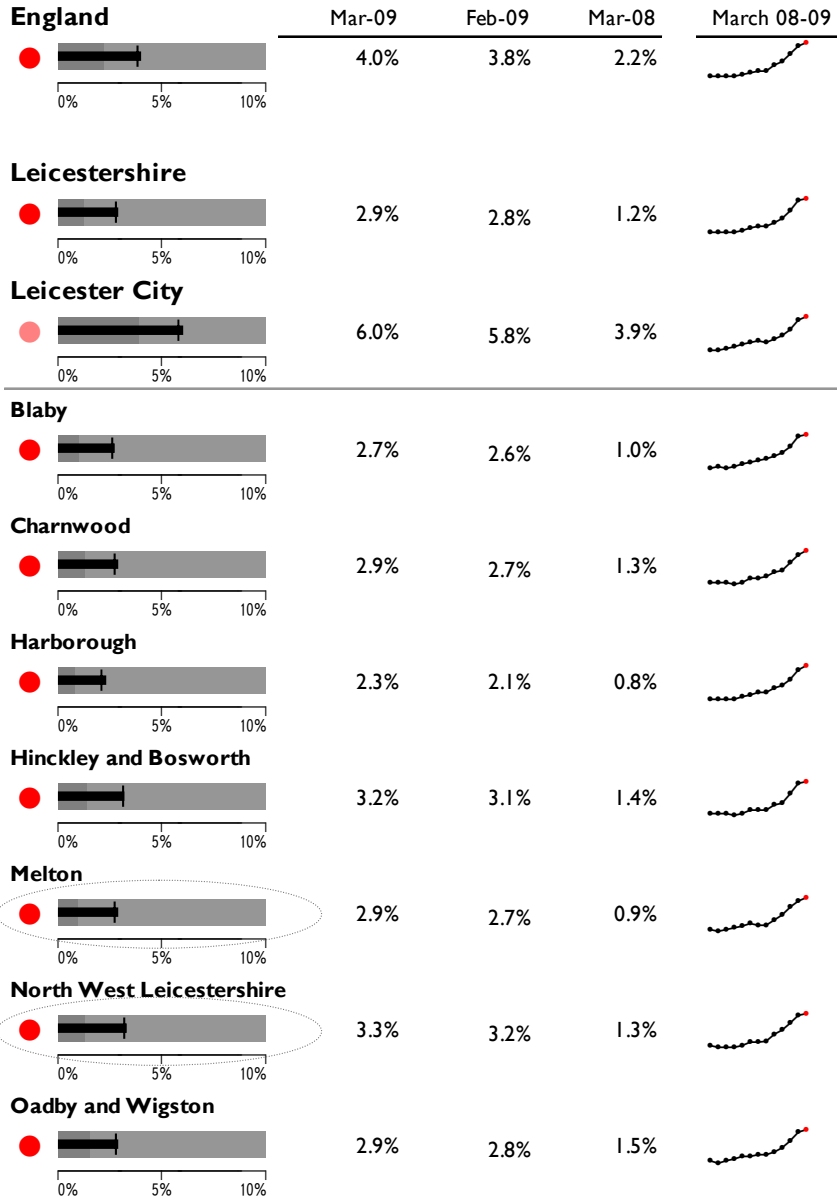 England Mar-09 Feb-09 Mar-08 March 08-09
4.0% 3.8% 2.2%
0% 5% 10%
Leicestershire
2.9% 2.8% 1.2%
0% 5% 10%
Leicester City
6.0% 5.8% 3.9%
0% 5% 10%
Blaby
2.7% 2.6% 1.0%
0% 5% 10%
Charnwood
2.9% 2.7% 1.3%
0% 5% 10%
Harborough
2.3% 2.1% 0.8%
0% 5% 10%
Hinckley and Bosworth
3.2% 3.1% 1.4%
0% 5% 10%
Melton
2.9% 2.7% 0.9%
0% 5% 10%
North West Leicestershire
3.3% 3.2% 1.3%
0% 5% 10%
Oadby and Wigston
2.9% 2.8% 1.5%
0% 5% 10%